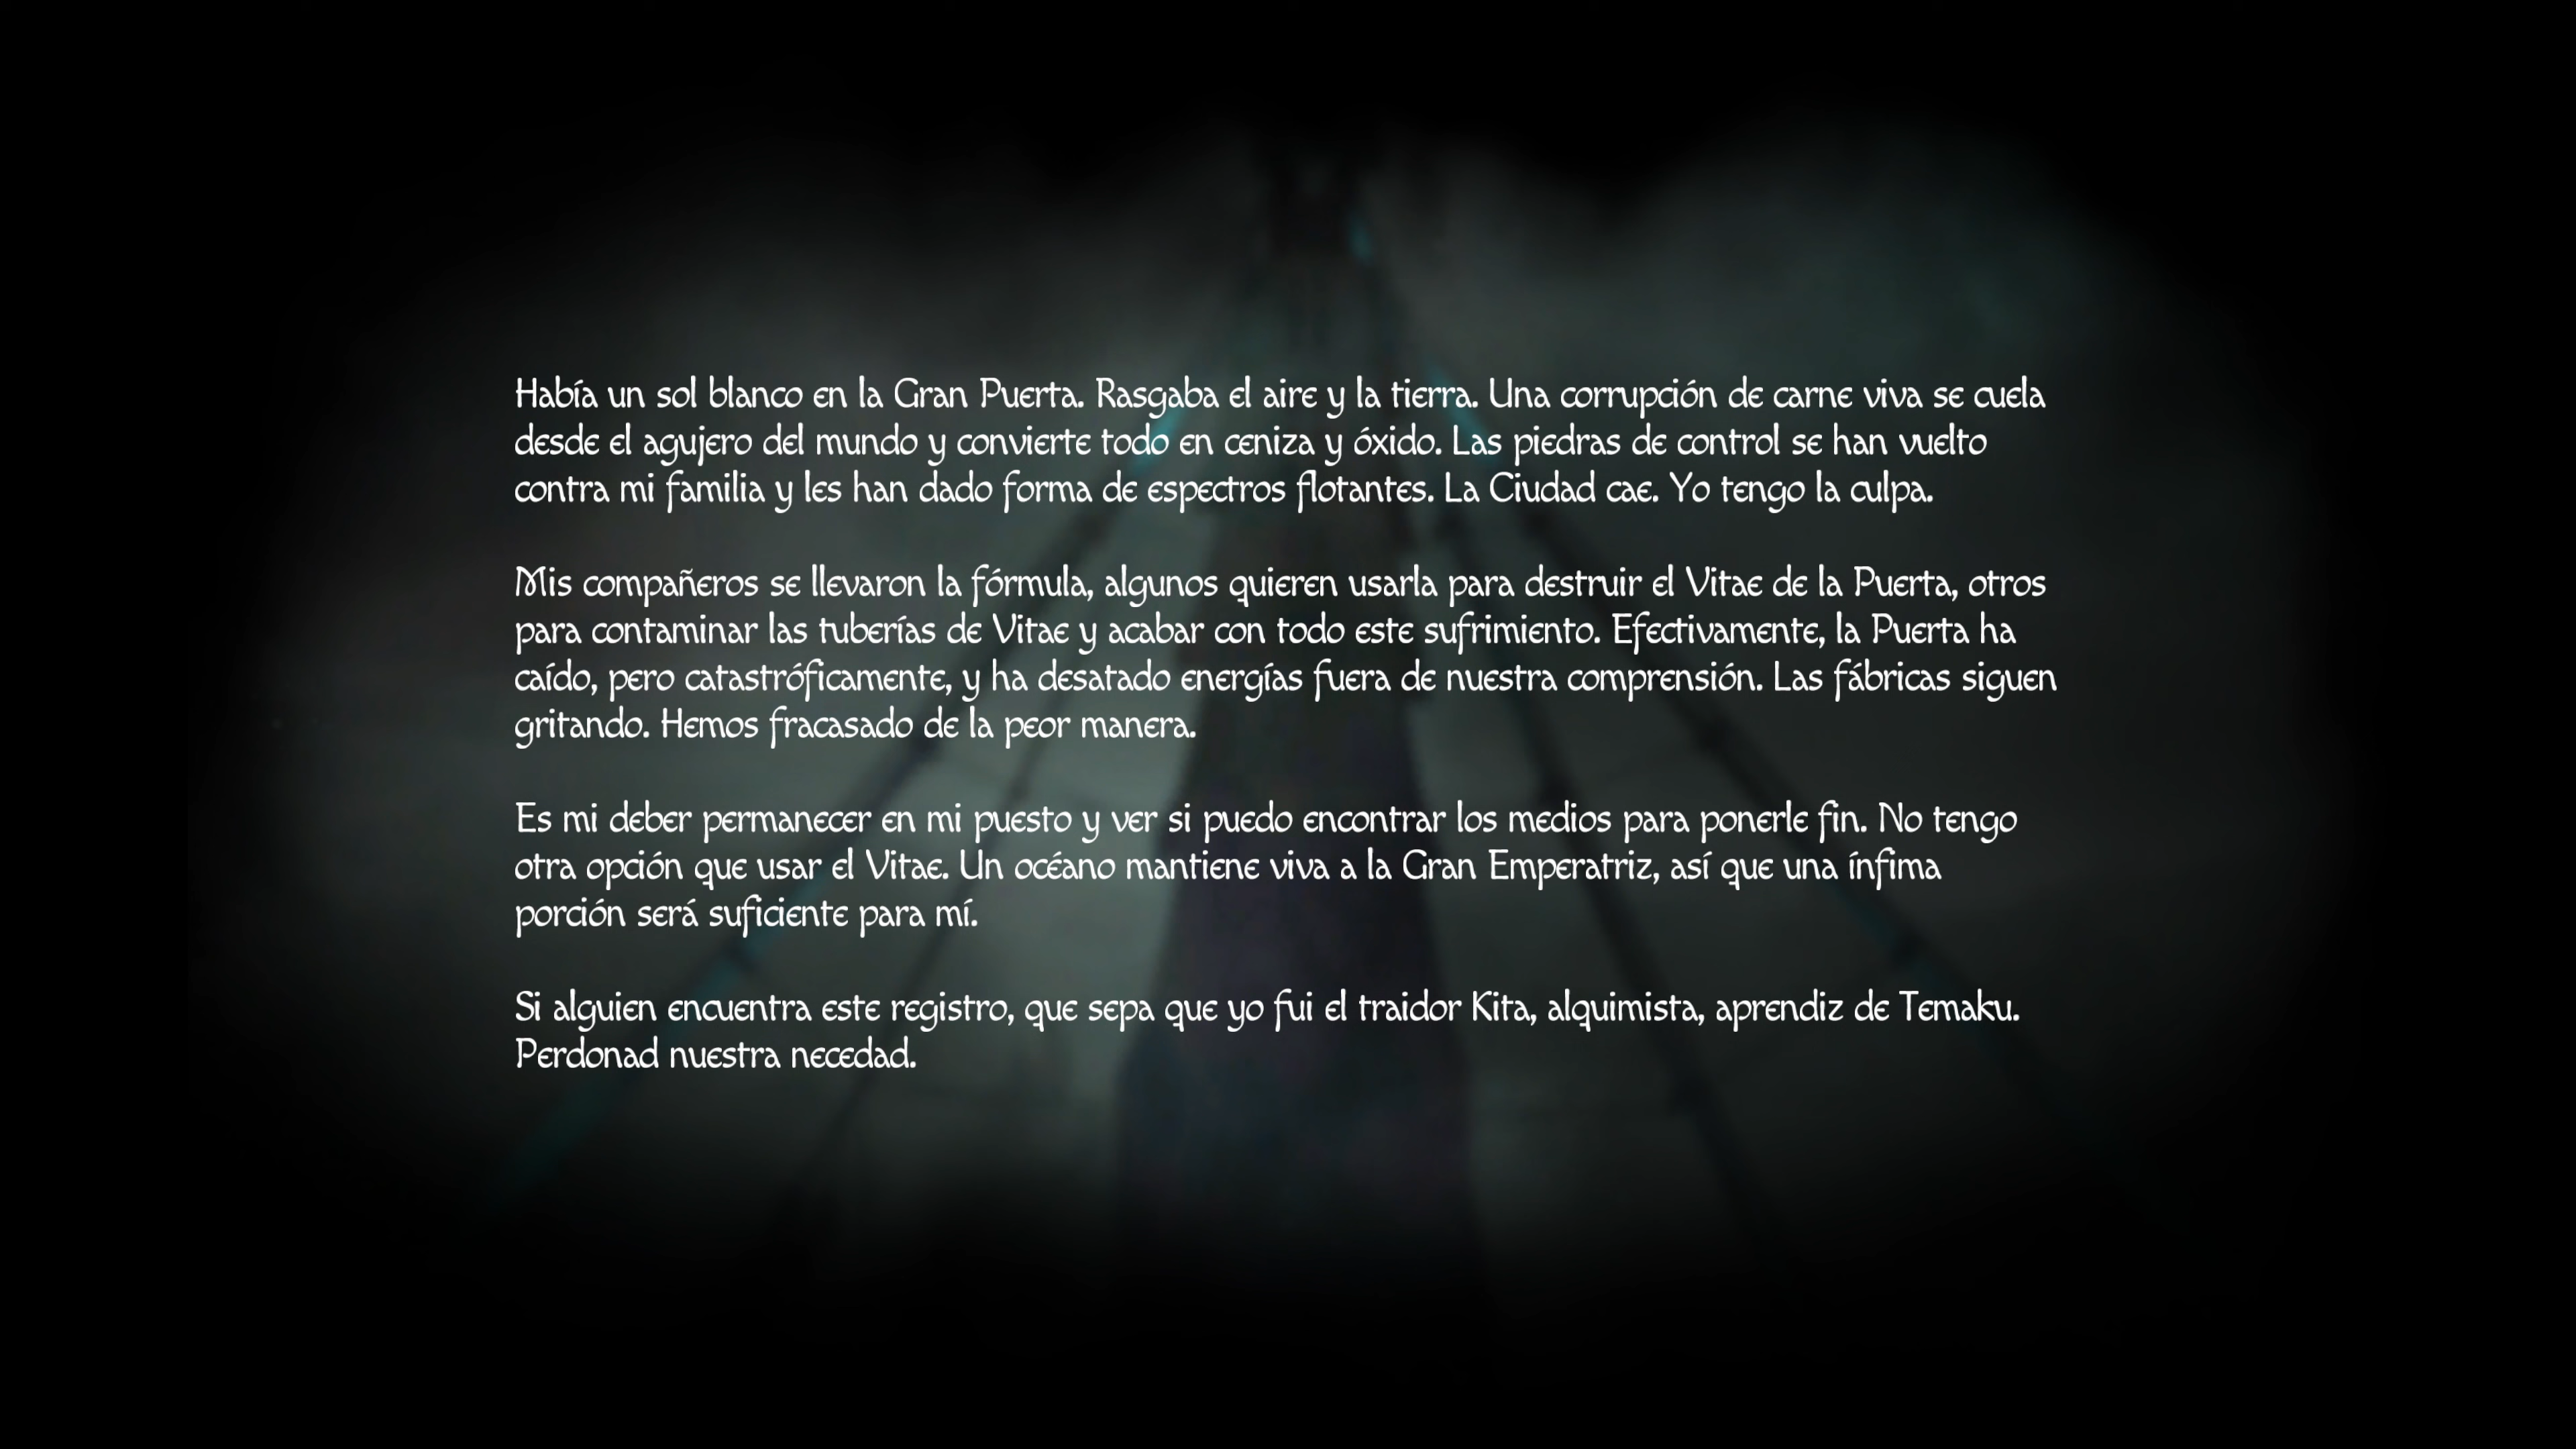 Había un sol blanco en la Gran Puerta. Rasgaba el aire y la tierra. Una corrupción de carne viva se cuela
desde el agujero del mundo y convierte todo en ceniza y óxido. Las piedras de control se han vuelto
contra mi familia y les han dado forma de espectros flotantes. La Ciudad cae. Yo tengo la culpa.
Mis compañeros se llevaron la fórmula, algunos quieren usarla para destruir el Vitae de la Puerta, otros
para contaminar las tuberías de Vitae y acabar con todo este sufrimiento. Efectivamente, la Puerta ha
caído, pero catastróficamente, y ha desatado energías fuera de nuestra comprensión. Las fábricas siguen
gritando. Hemos fracasado de la peor manera.
Es mi deber permanecer en mi puesto y ver si puedo encontrar los medios para ponerle fin. No tengo
otra opción que usar el Vitae. Un océano mantiene viva a la Gran Emperatriz, así que una ínfima
porción será suficiente para mí.
Si alguien encuentra este registro, que sepa que yo fui el traidor Kita, alquimista, aprendiz de Temaku.
Perdonad nuestra necedad.